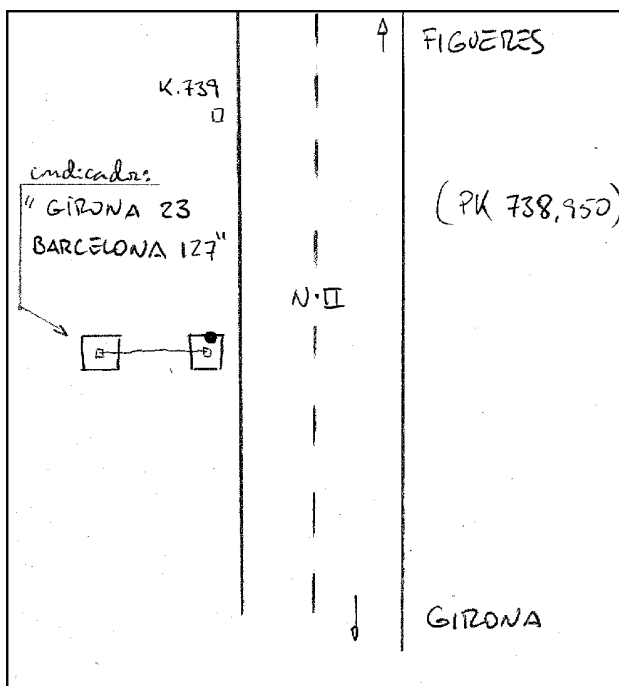 FIGUERES
K.739
indicador:
"GIRONA 23
BARCELONA 127"
(PK 738,950)
N-II
GIRONA